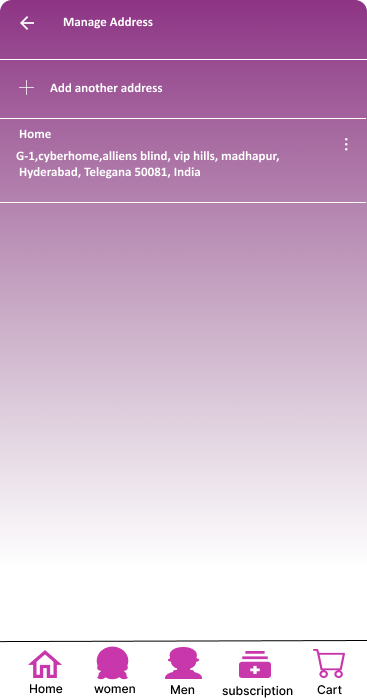 Manage Address
Add another address
Home
G-1,cyberhome,alliens blind, vip hills, madhapur,
Hyderabad, Telegana 50081, India
Home
women
Men
subscription
Cart